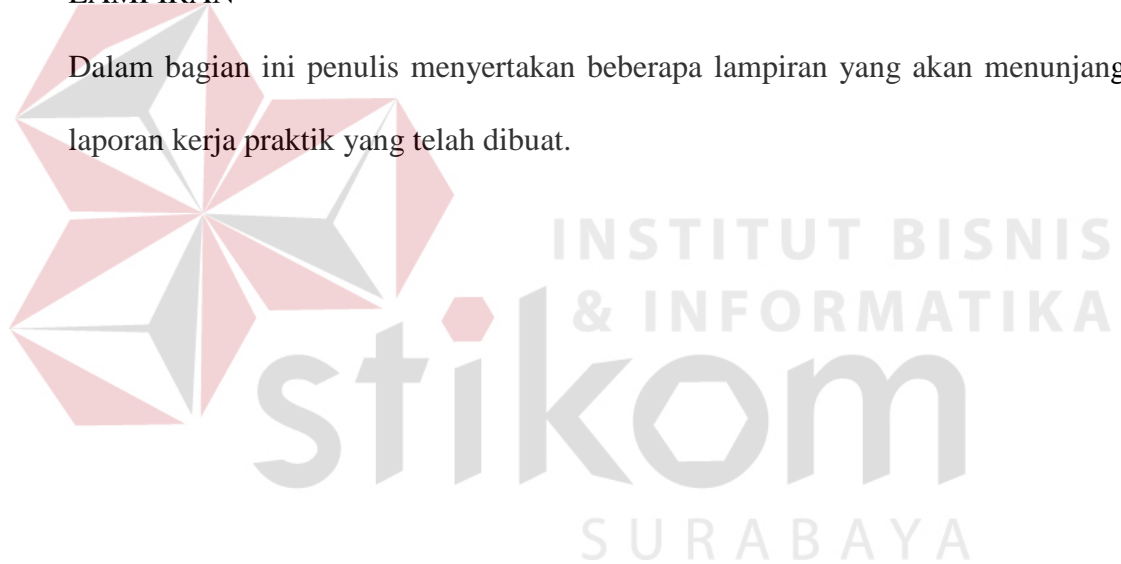 LAMPIRAN
Dalam bagian ini penulis menyertakan beberapa lampiran yang akan menunjang
laporan kerja praktik yang telah dibuat.
INSTITUT BISNIS
& INFORMATIKA
stikom
SURABAYA